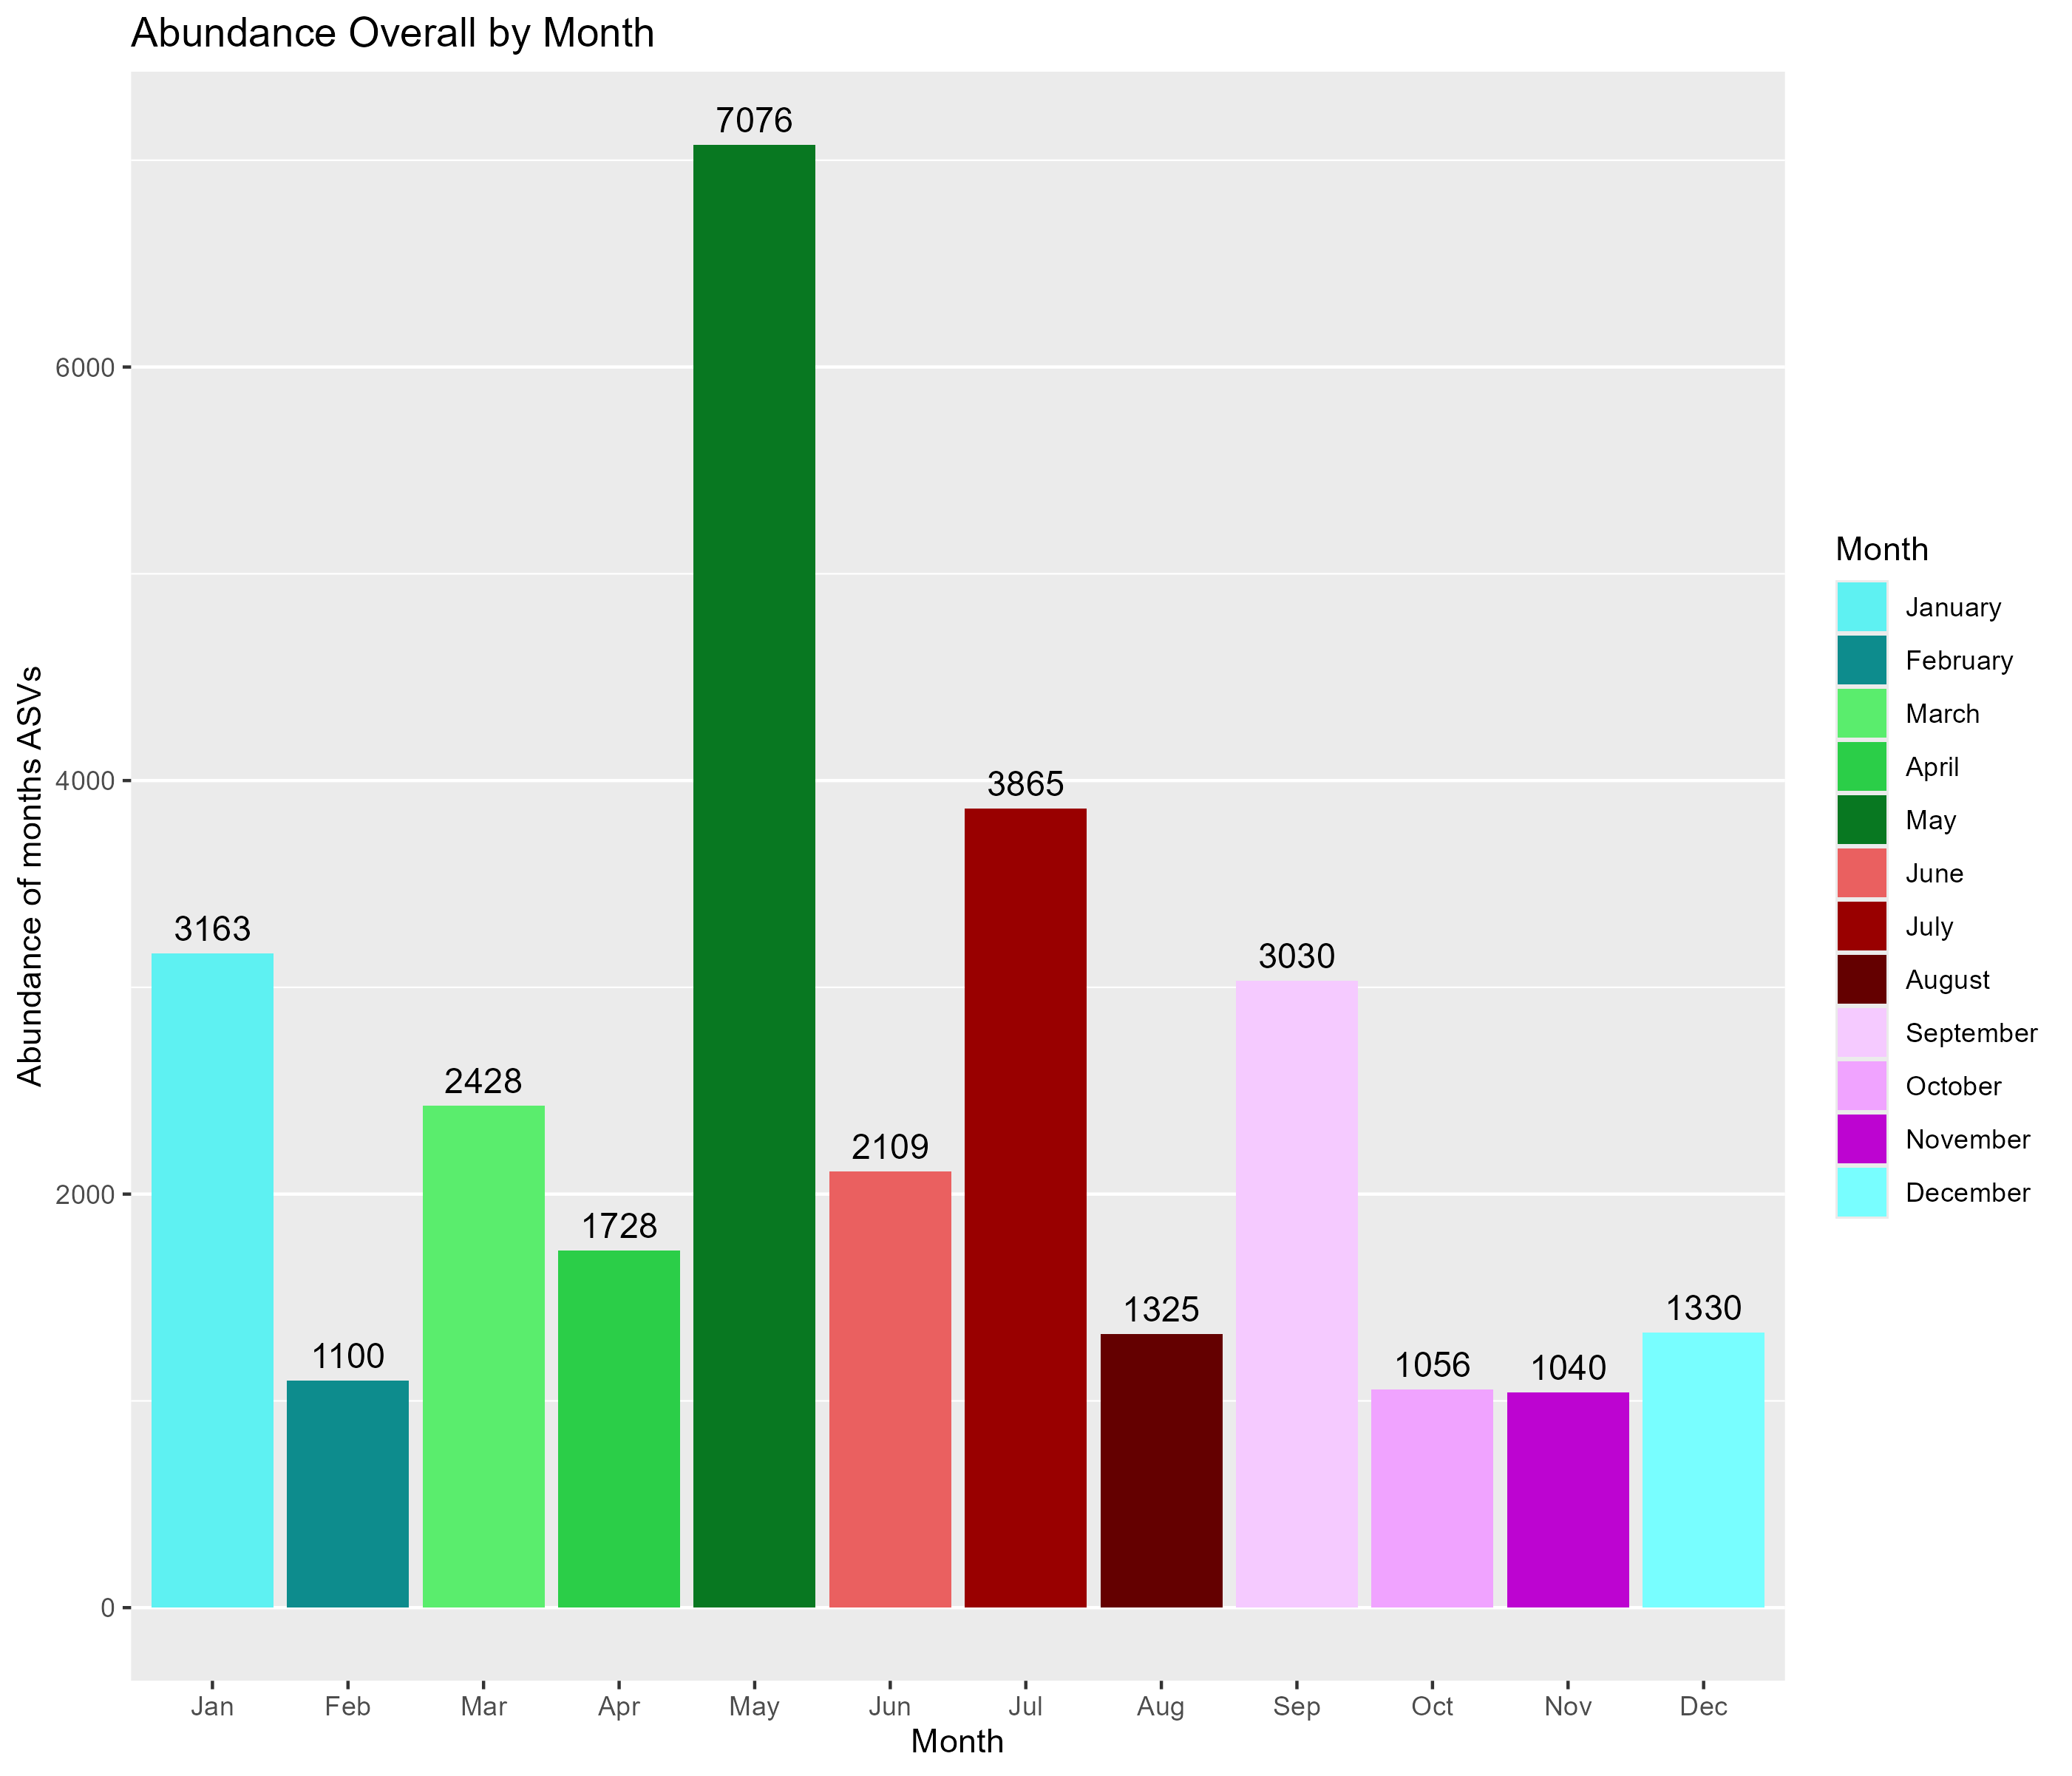 Abundance Overall by Month
Abundance of months ASVs
6000
4000
2000
0
3163
1100
2428
1728
7076
2109
3865
1325
3030
1056
1040
1330
Jan Feb Mar Apr May Jun Jul Aug Sep Oct Nov Dec
Month
Month
January
February
March
April
May
June
July
August
September
October
November
December